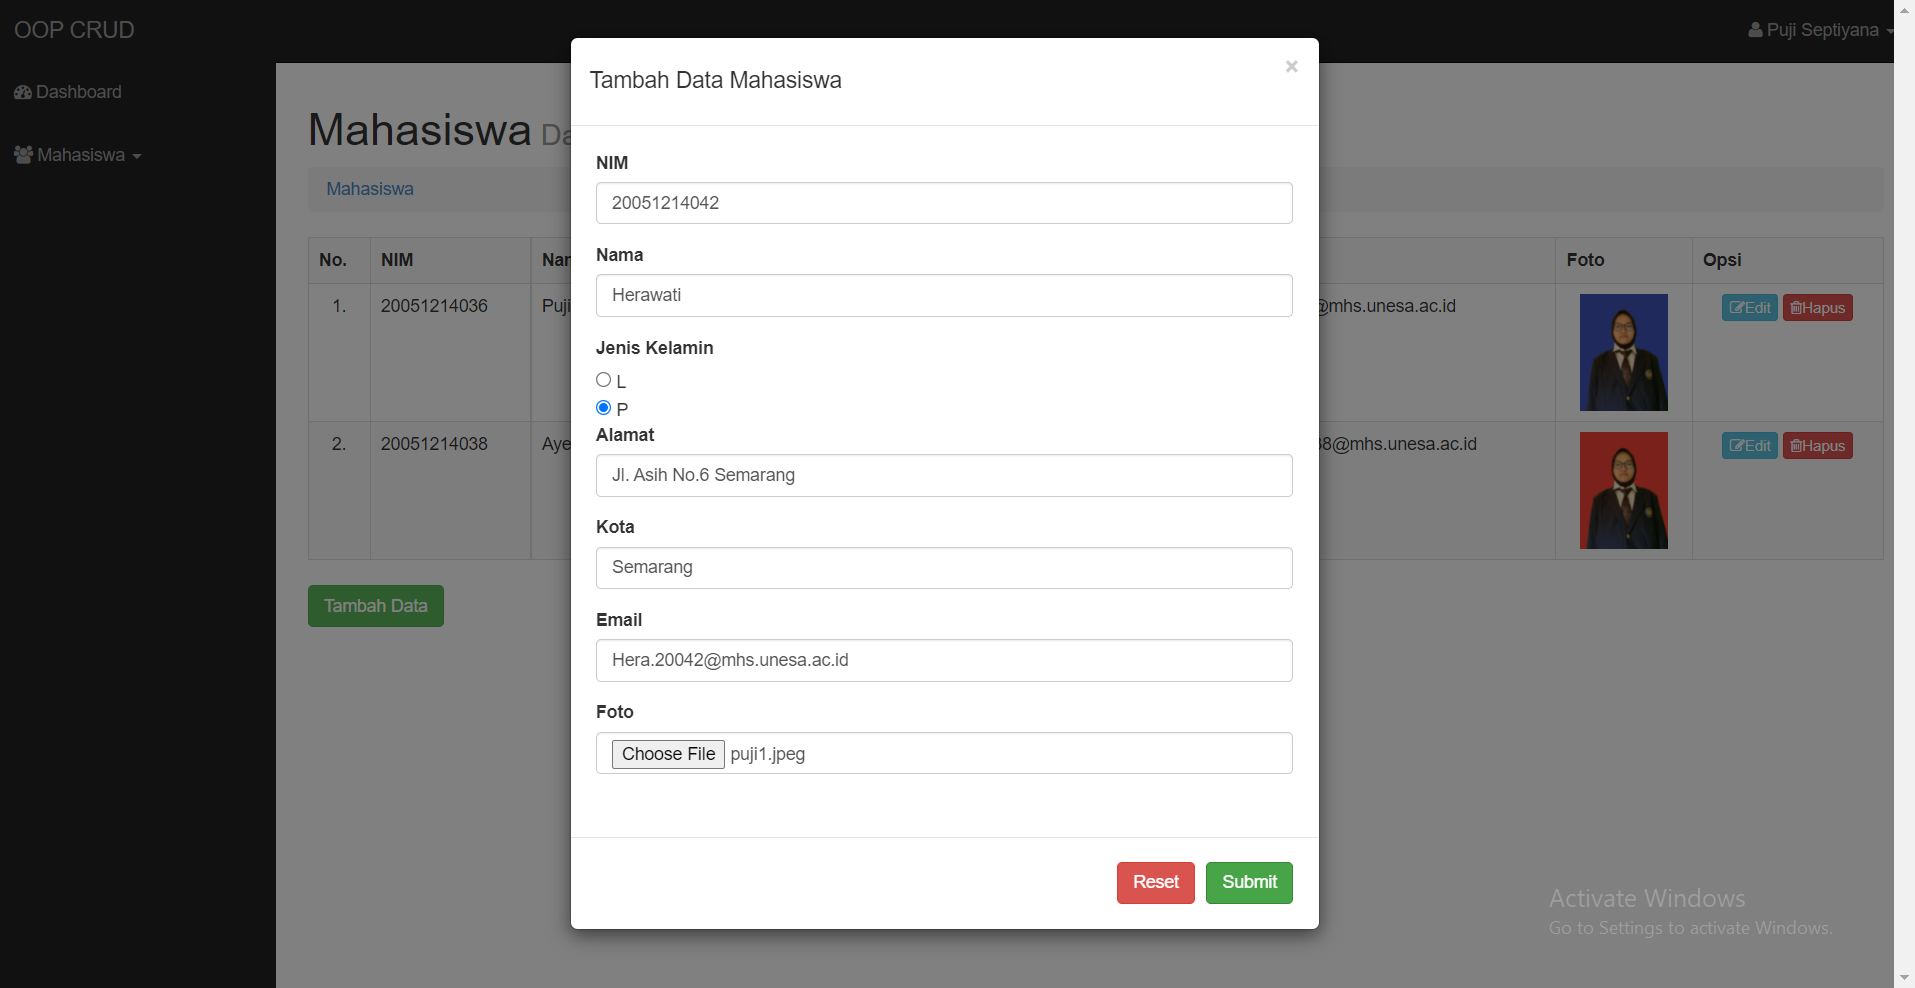 OOP CRUD
Puji Septiyana
Dashboard
Mahasiswa
Mahasiswa
Mahasiswa
No. NIM Foto Opsi
1. 20051214036 Puji @mhs.unesa.ac.id Edit Hapus
2. 20051214038 Aye 38@mhs.unesa.ac.id Edit Hapus
Tambah Data
Tambah Data Mahasiswa
×
NIM
20051214042
Nama
Herawati
Jenis Kelamin
L
P
Alamat
Jl. Asih No.6 Semarang
Kota
Semarang
Email
Hera.20042@mhs.unesa.ac.id
Foto
Choose File puji1.jpeg
Reset Submit
Activate Windows
Go to Settings to activate Windows.